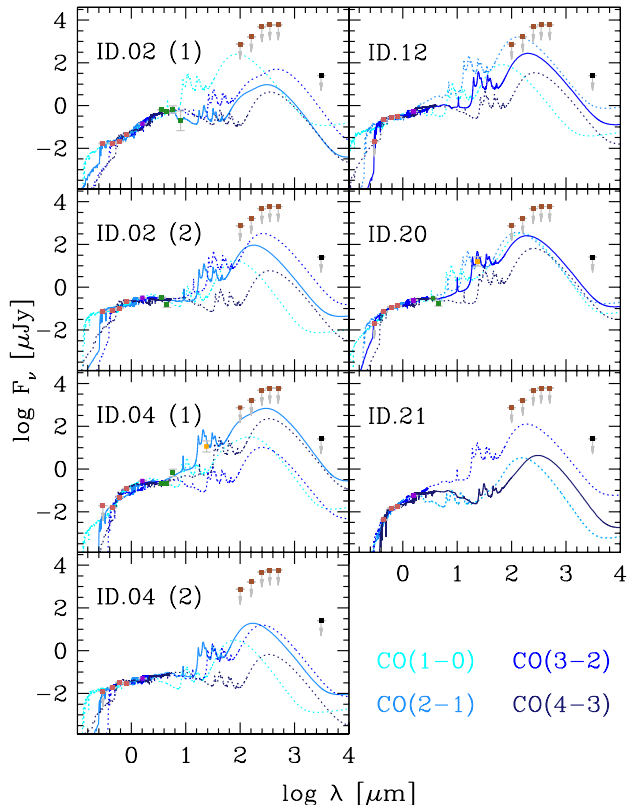 ID.02 (1)
ID.12
4
2
0
−2
ID.02 (2)
ID.20
4
2
0
−2
ID.04 (1)
ID.21
4
2
0
−2
0 1 2 3 4
ID.04 (2)
4
2
0
−2
CO(1−0) CO(3−2)
CO(2−1) CO(4−3)
0 1 2 3 4
log λ [μm]
log Fν [μJy]